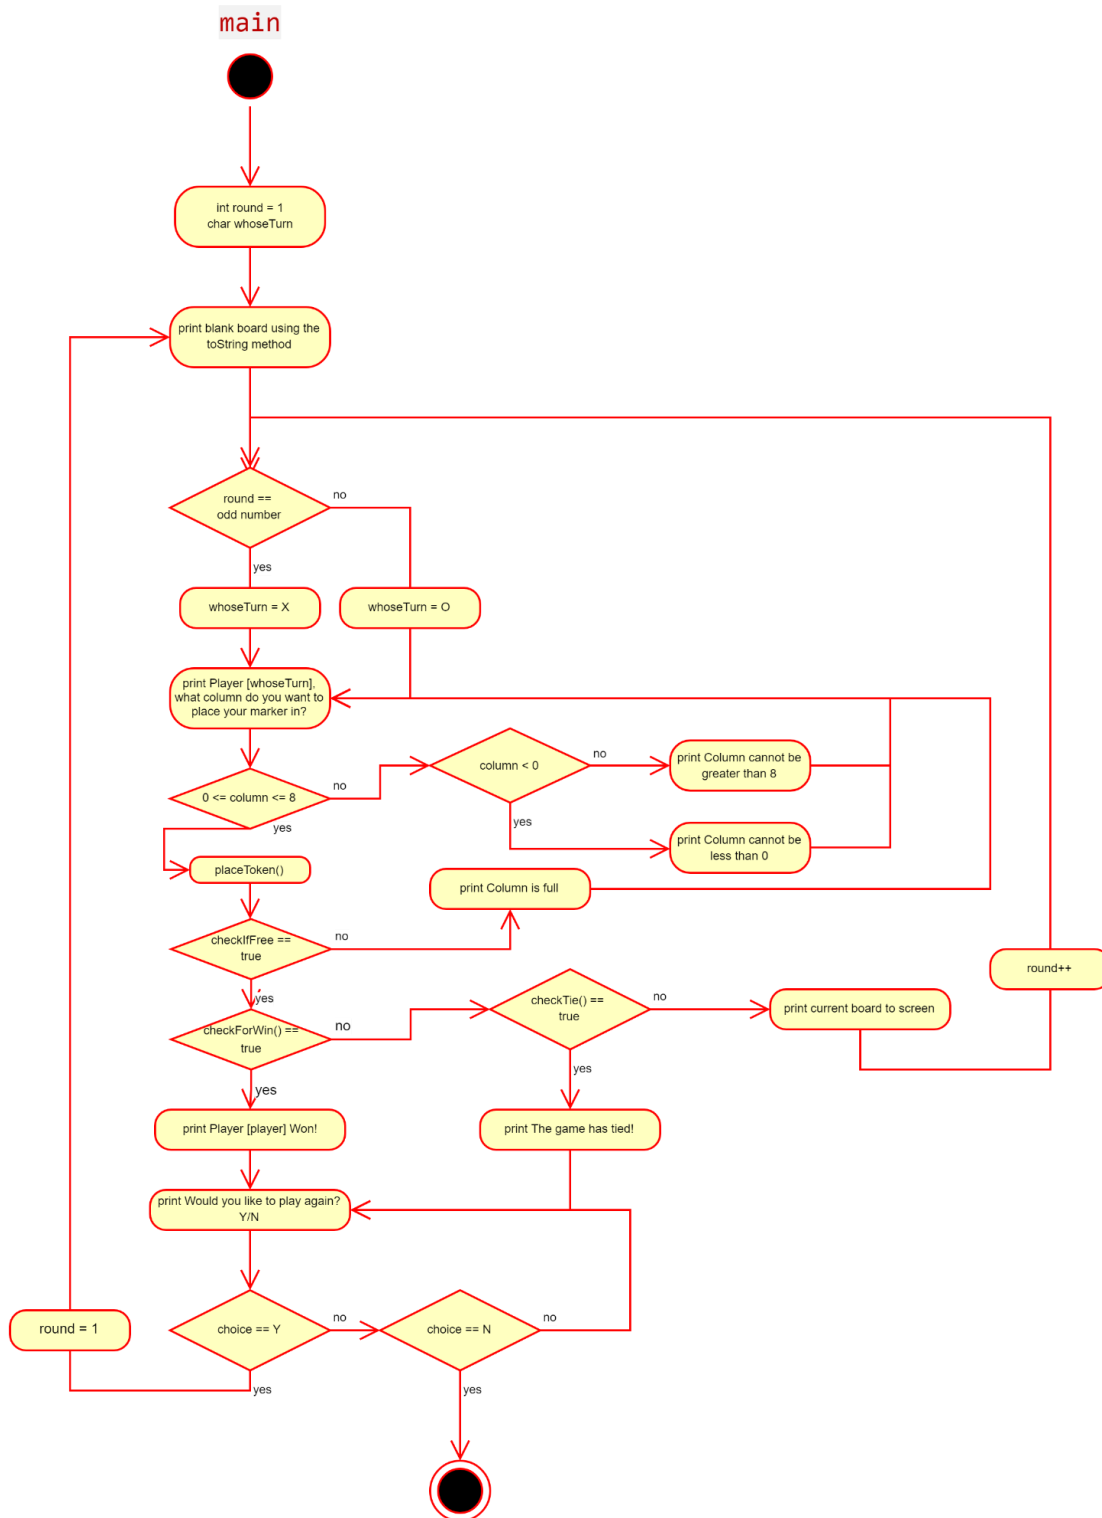 main
int round = 1
char whoseTurn
print blank board using the
toString method
round ==
odd number
no
yes
whoseTurn = X
whoseTurn = O
print Player [whoseTurn],
what column do you want to
place your marker in?
0 <= column <= 8
no
yes
column < 0
no
yes
print Column cannot be
greater than 8
print Column cannot be
less than 0
placeToken()
print Column is full
checkIfFree ==
true
no
yes
checkForWin() ==
true
no
yes
checkTie() ==
true
no
yes
print current board to screen
round++
print Player [player] Won!
print The game has tied!
print Would you like to play again?
Y/N
round = 1
choice == Y
no
yes
choice == N
no
yes